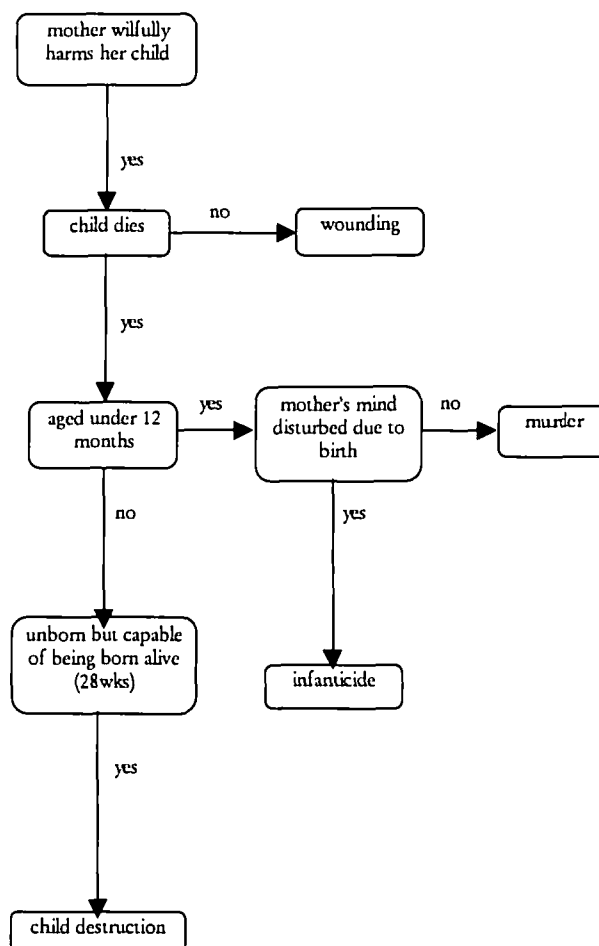 mother wilfully
harms her child
yes
child dies
no
wounding
yes
aged under 12
months
yes
mother's mind
disturbed due to
birth
no
murder
no
yes
unborn but capable
of being born alive
(28wks)
infanticide
yes
child destruction